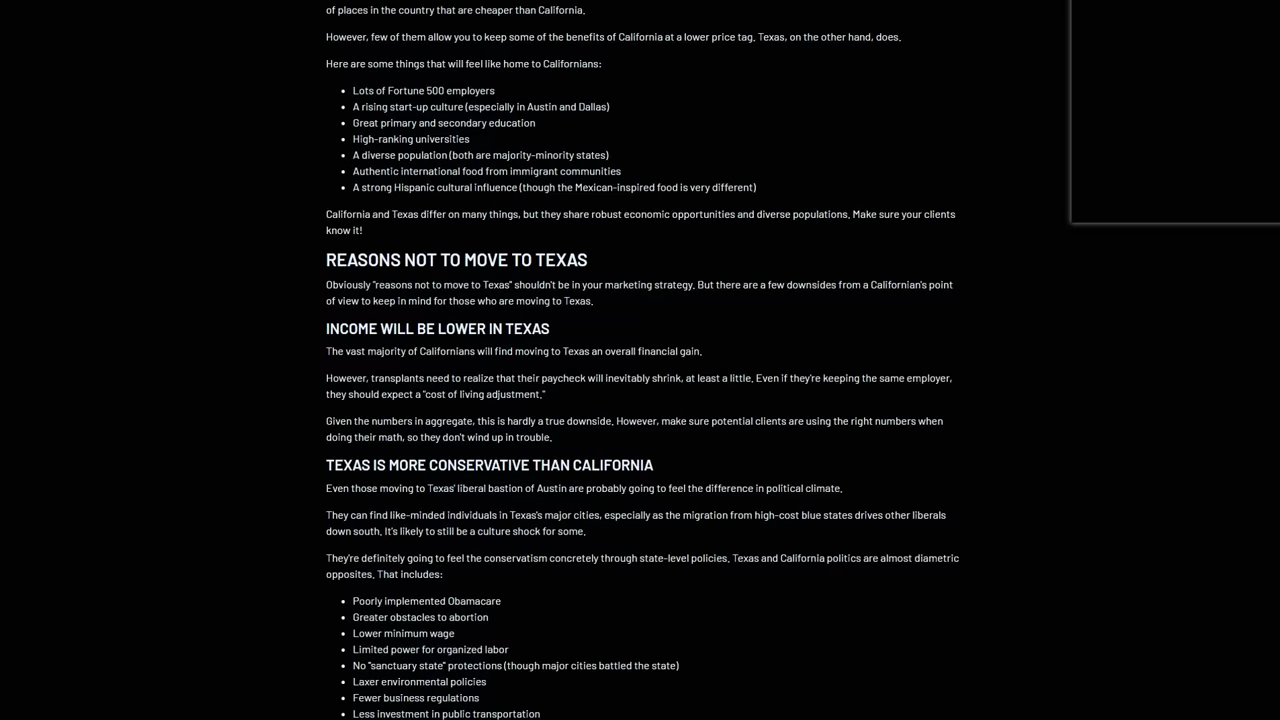 of places in the country that are cheaper than California.
However, few of them allow you to keep some of the benefits of California at a lower price tag. Texas, on the other hand, does.
Here are some things that will feel like home to Californians:
• Lots of Fortune 500 employers
• A rising start-up culture (especially in Austin and Dallas)
• Great primary and secondary education
• High-ranking universities
• A diverse population (both are majority-minority states)
• Authentic international food from immigrant communities
• A strong Hispanic cultural influence (though the Mexican-inspired food is very different)
California and Texas differ on many things, but they share robust economic opportunities and diverse populations. Make sure your clients
know it!
REASONS NOT TO MOVE TO TEXAS
Obviously "reasons not to move to Texas" shouldn't be in your marketing strategy. But there are a few downsides from a Californian's point
of view to keep in mind for those who are moving to Texas.
INCOME WILL BE LOWER IN TEXAS
The vast majority of Californians will find moving to Texas an overall financial gain.
However, transplants need to realize that their paycheck will inevitably shrink, at least a little. Even if they're keeping the same employer,
they should expect a "cost of living adjustment."
Given the numbers in aggregate, this is hardly a true downside. However, make sure potential clients are using the right numbers when
doing their math, so they don't wind up in trouble.
TEXAS IS MORE CONSERVATIVE THAN CALIFORNIA
Even those moving to Texas' liberal bastion of Austin are probably going to feel the difference in political climate.
They can find like-minded individuals in Texas's major cities, especially as the migration from high-cost blue states drives other liberals
down south. It's likely to still be a culture shock for some.
They're definitely going to feel the conservatism concretely through state-level policies. Texas and California politics are almost diametric
opposites. That includes:
• Poorly implemented Obamacare
• Greater obstacles to abortion
• Lower minimum wage
• Limited power for organized labor
• No "sanctuary state" protections (though major cities battled the state)
• Laxer environmental policies
• Fewer business regulations
• Less investment in public transportation